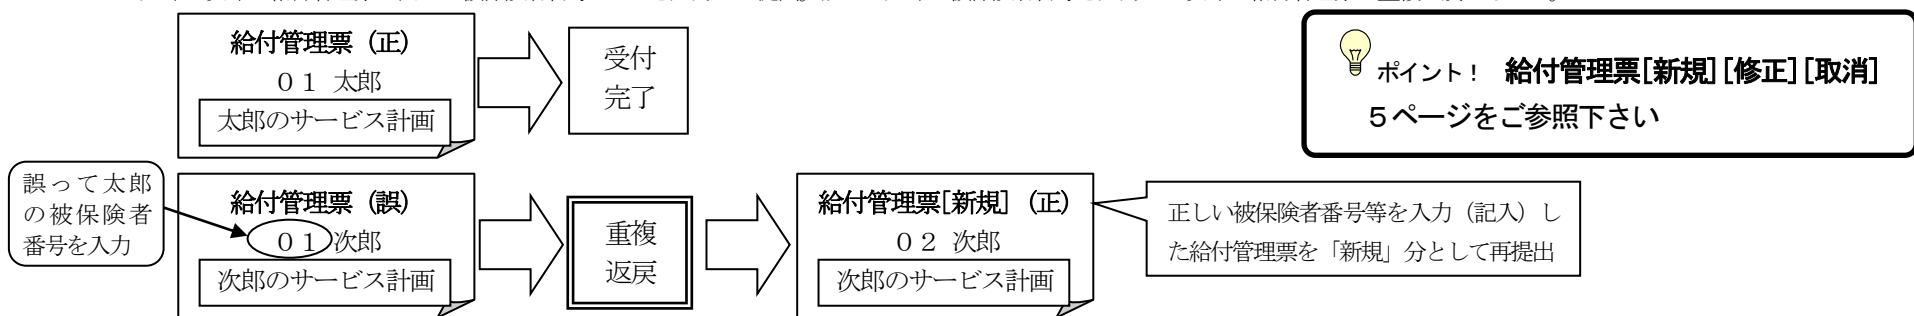 給付管理票（正）
０１ 太郎
太郎のサービス計画
受付
完了
ポイント！ 給付管理票[新規][修正][取消]
５ページをご参照下さい
誤って太郎
の被保険者
番号を入力
給付管理票（誤）
０１次郎
次郎のサービス計画
重複
返戻
給付管理票[新規]（正）
０２ 次郎
次郎のサービス計画
正しい被保険者番号等を入力（記入）し
た給付管理票を「新規」分として再提出